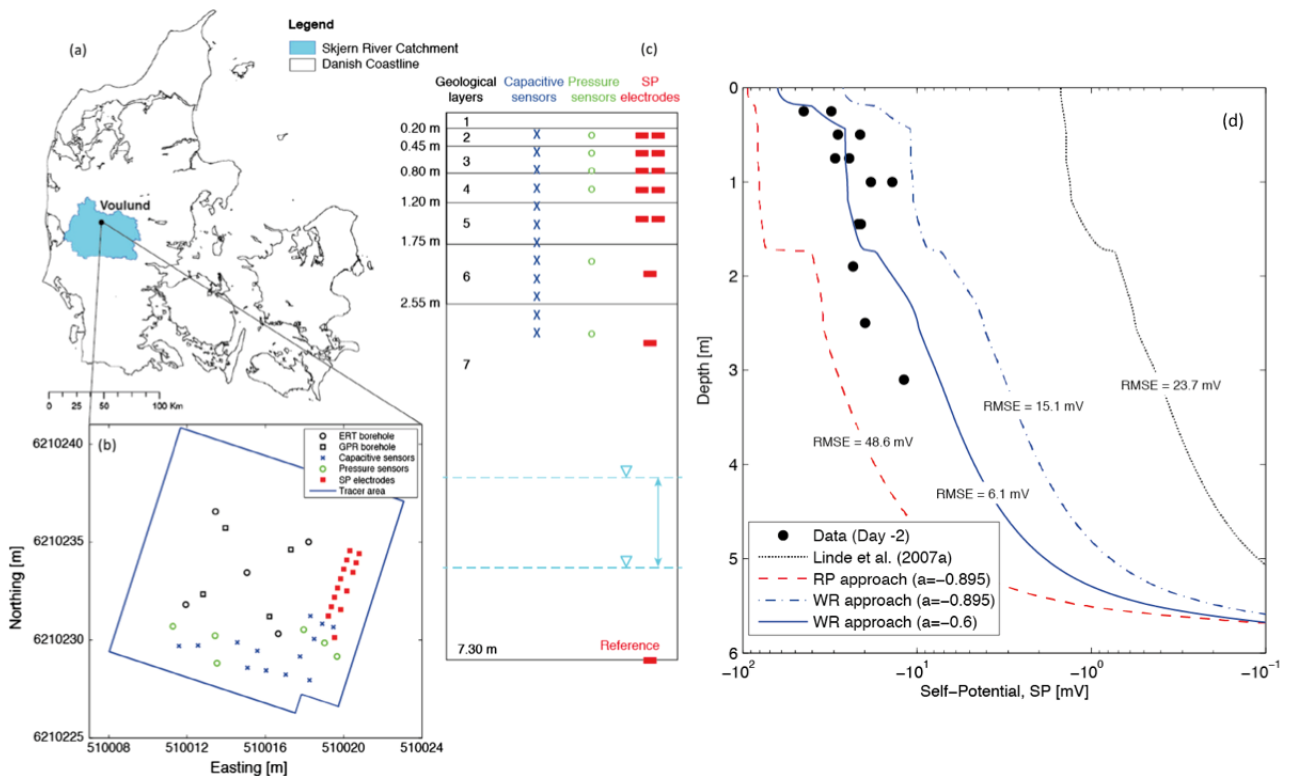 (a)
Legend
Skjern River Catchment
Danish Coastline
Voulund
0 25 50 75 100 Km
(b)
6210240
6210235
6210230
6210225
Northing [m]
510008 510012 510016 510020 510024
Easting [m]
ERT borehole
GPR borehole
Capacitive sensors
Pressure sensors
SP electrodes
Tracer area
(c)
Geological layers
Capacitive sensors
Pressure sensors
SP electrodes
1
0.20 m
2
0.45 m
3
0.80 m
4
1.20 m
5
1.75 m
6
2.55 m
7
7.30 m
Reference
(d)
0
1
2
3
4
5
6
Depth [m]
−10² −10¹ −10⁰ −10⁻¹
Self−Potential, SP [mV]
RMSE = 23.7 mV
RMSE = 15.1 mV
RMSE = 48.6 mV
RMSE = 6.1 mV
Data (Day -2)
Linde et al. (2007a)
RP approach (a=−0.895)
WR approach (a=−0.895)
WR approach (a=−0.6)